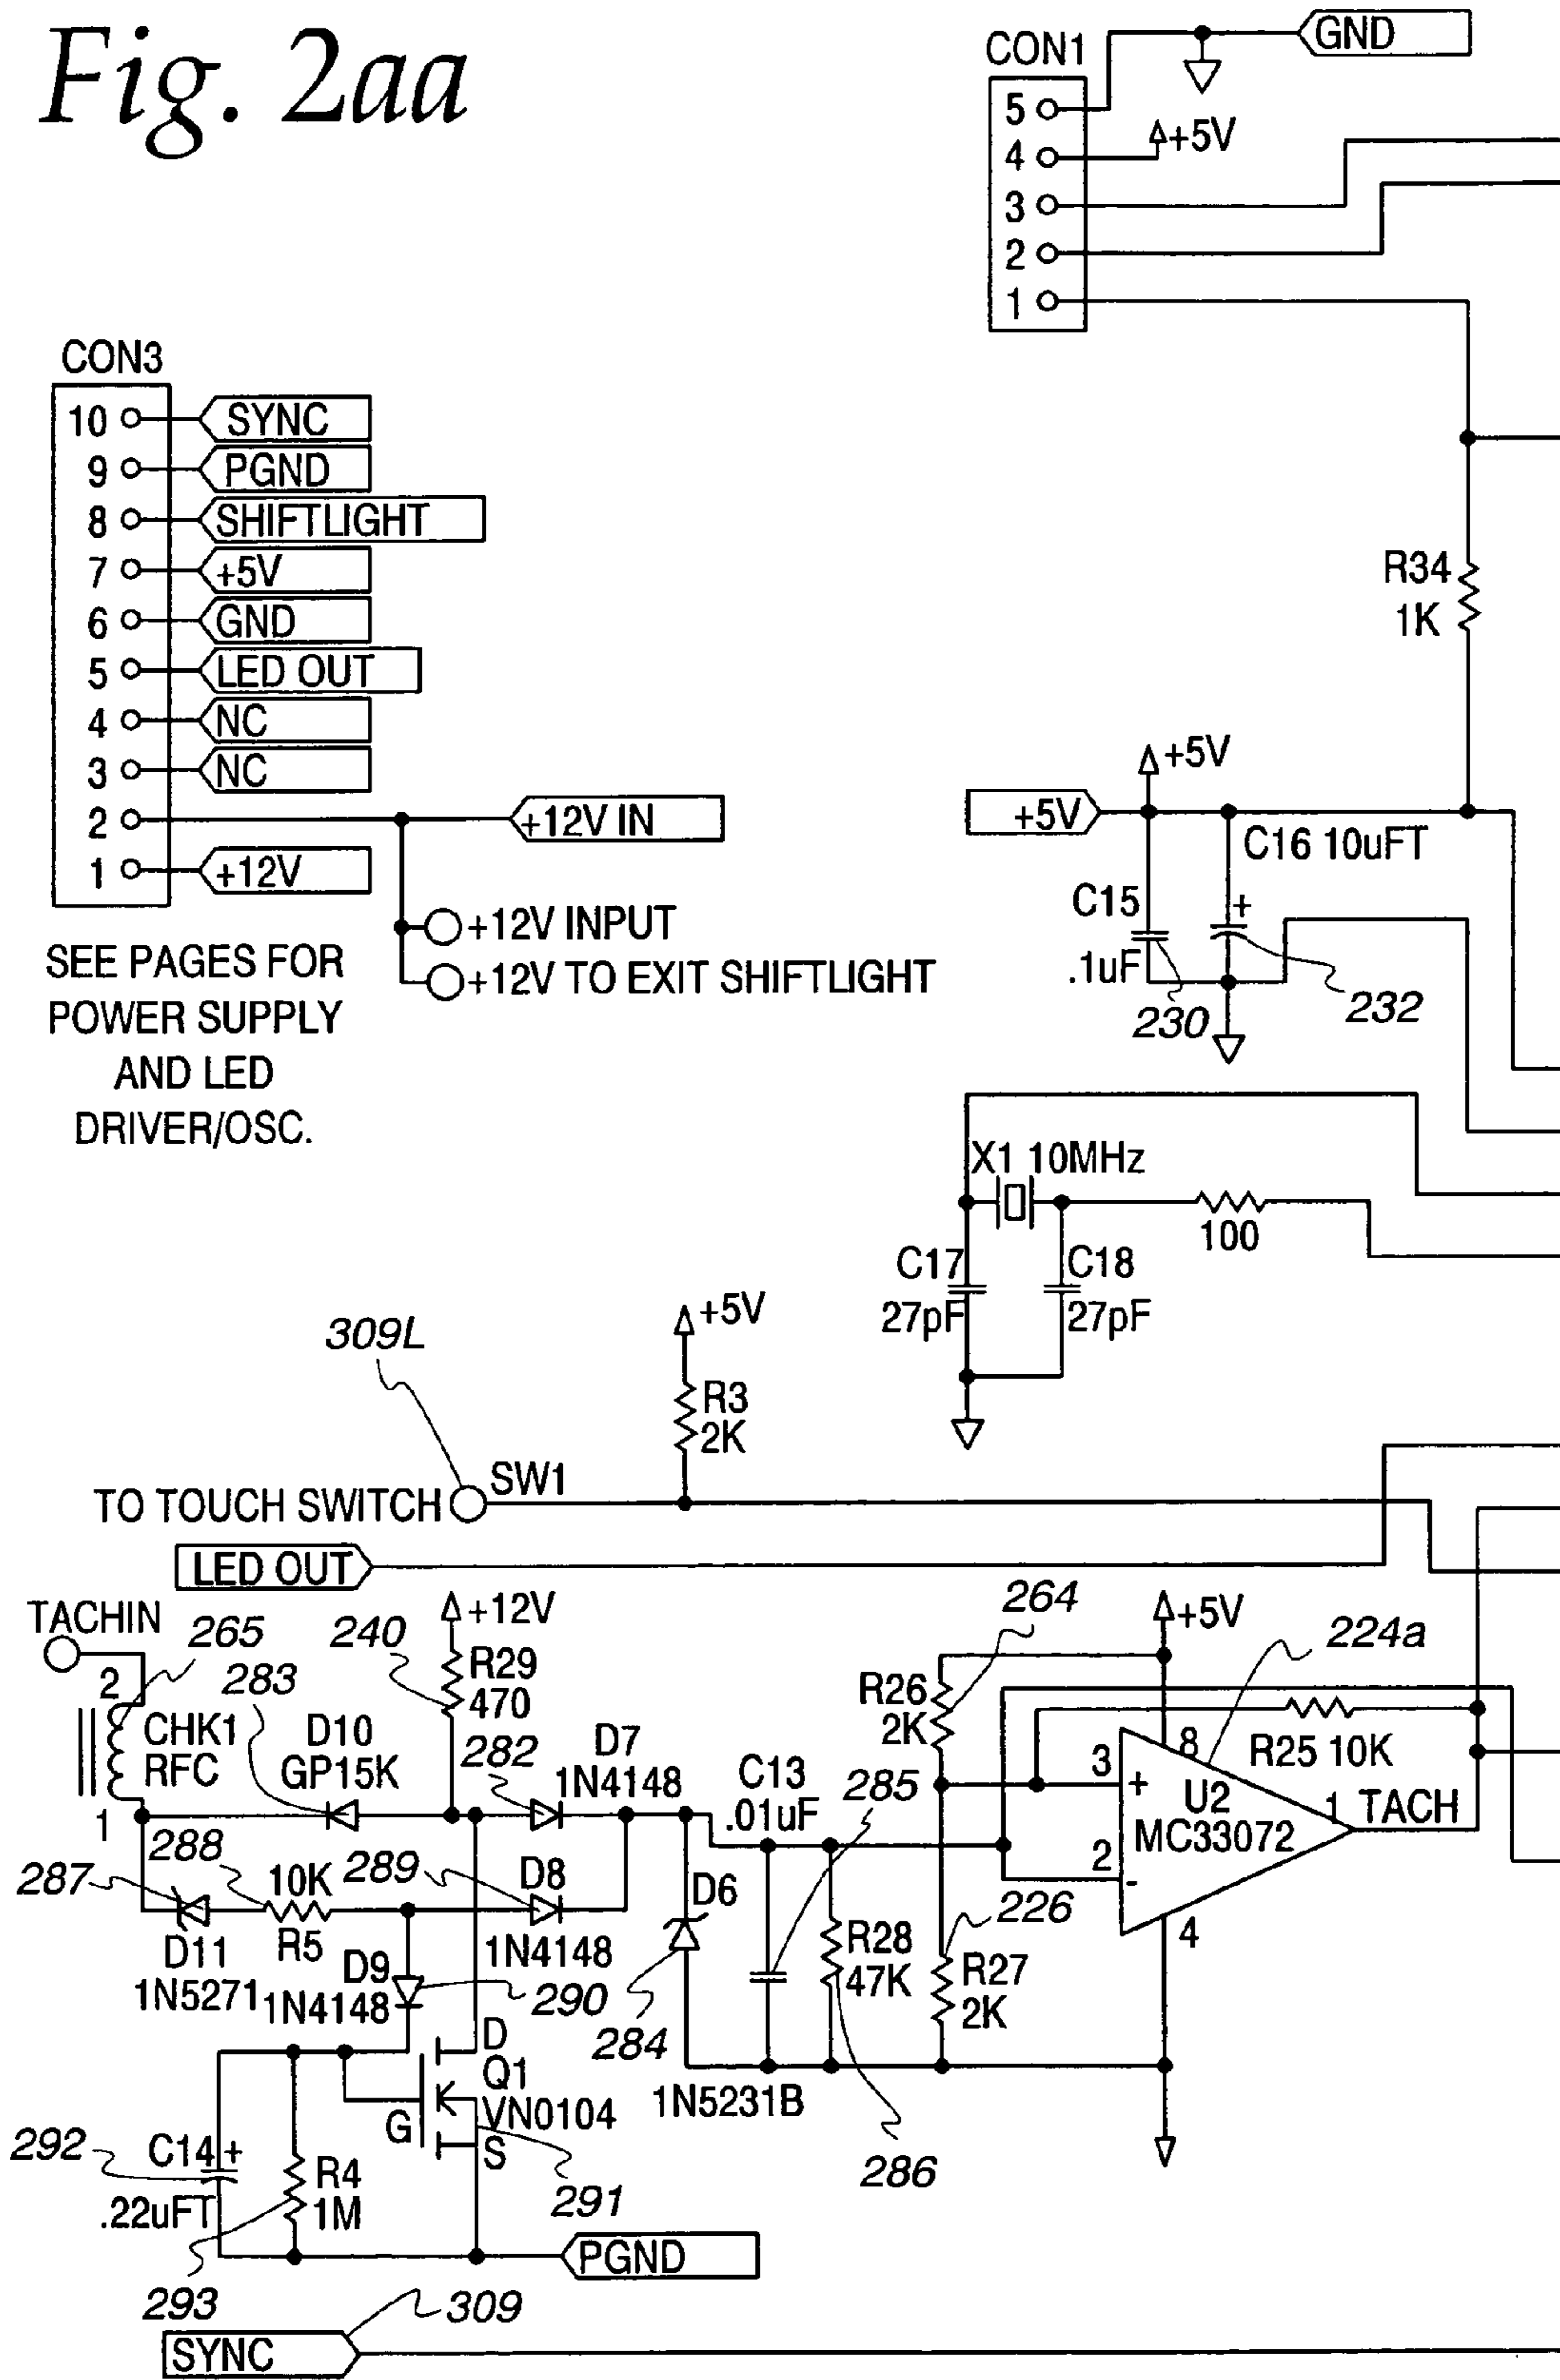 Fig. 2aa
CON1
GND
5
4
+5V
3
2
1
CON3
10 SYNC
9 PGND
8 SHIFTLIGHT
7 +5V
6 GND
5 LED OUT
4 NC
3 NC
2 +12V IN
1 +12V
+12V INPUT
+12V TO EXIT SHIFTLIGHT
SEE PAGES FOR
POWER SUPPLY
AND LED
DRIVER/OSC.
R34
1K
+5V
+5V
C16 10uFT
C15
+
.1uF
230
232
X1 10MHz
100
C17
27pF
C18
27pF
309L
+5V
R3
2K
TO TOUCH SWITCH
SW1
LED OUT
TACHIN
2
265
CHK1
RFC
1
283
D10
GP15K
240
+12V
R29
470
282
D7
1N4148
C13
.01uF
285
264
R26
2K
+5V
224a
8
R25 10K
3
+
U2
MC33072
1
TACH
2
-
4
288
287
10K
R5
D11
1N5271
289
D8
1N4148
D9
1N4148
290
D6
284
1N5231B
R28
47K
286
226
R27
2K
D
Q1
VN0104
G
S
291
292
C14
+
.22uFT
R4
1M
293
PGND
309
SYNC